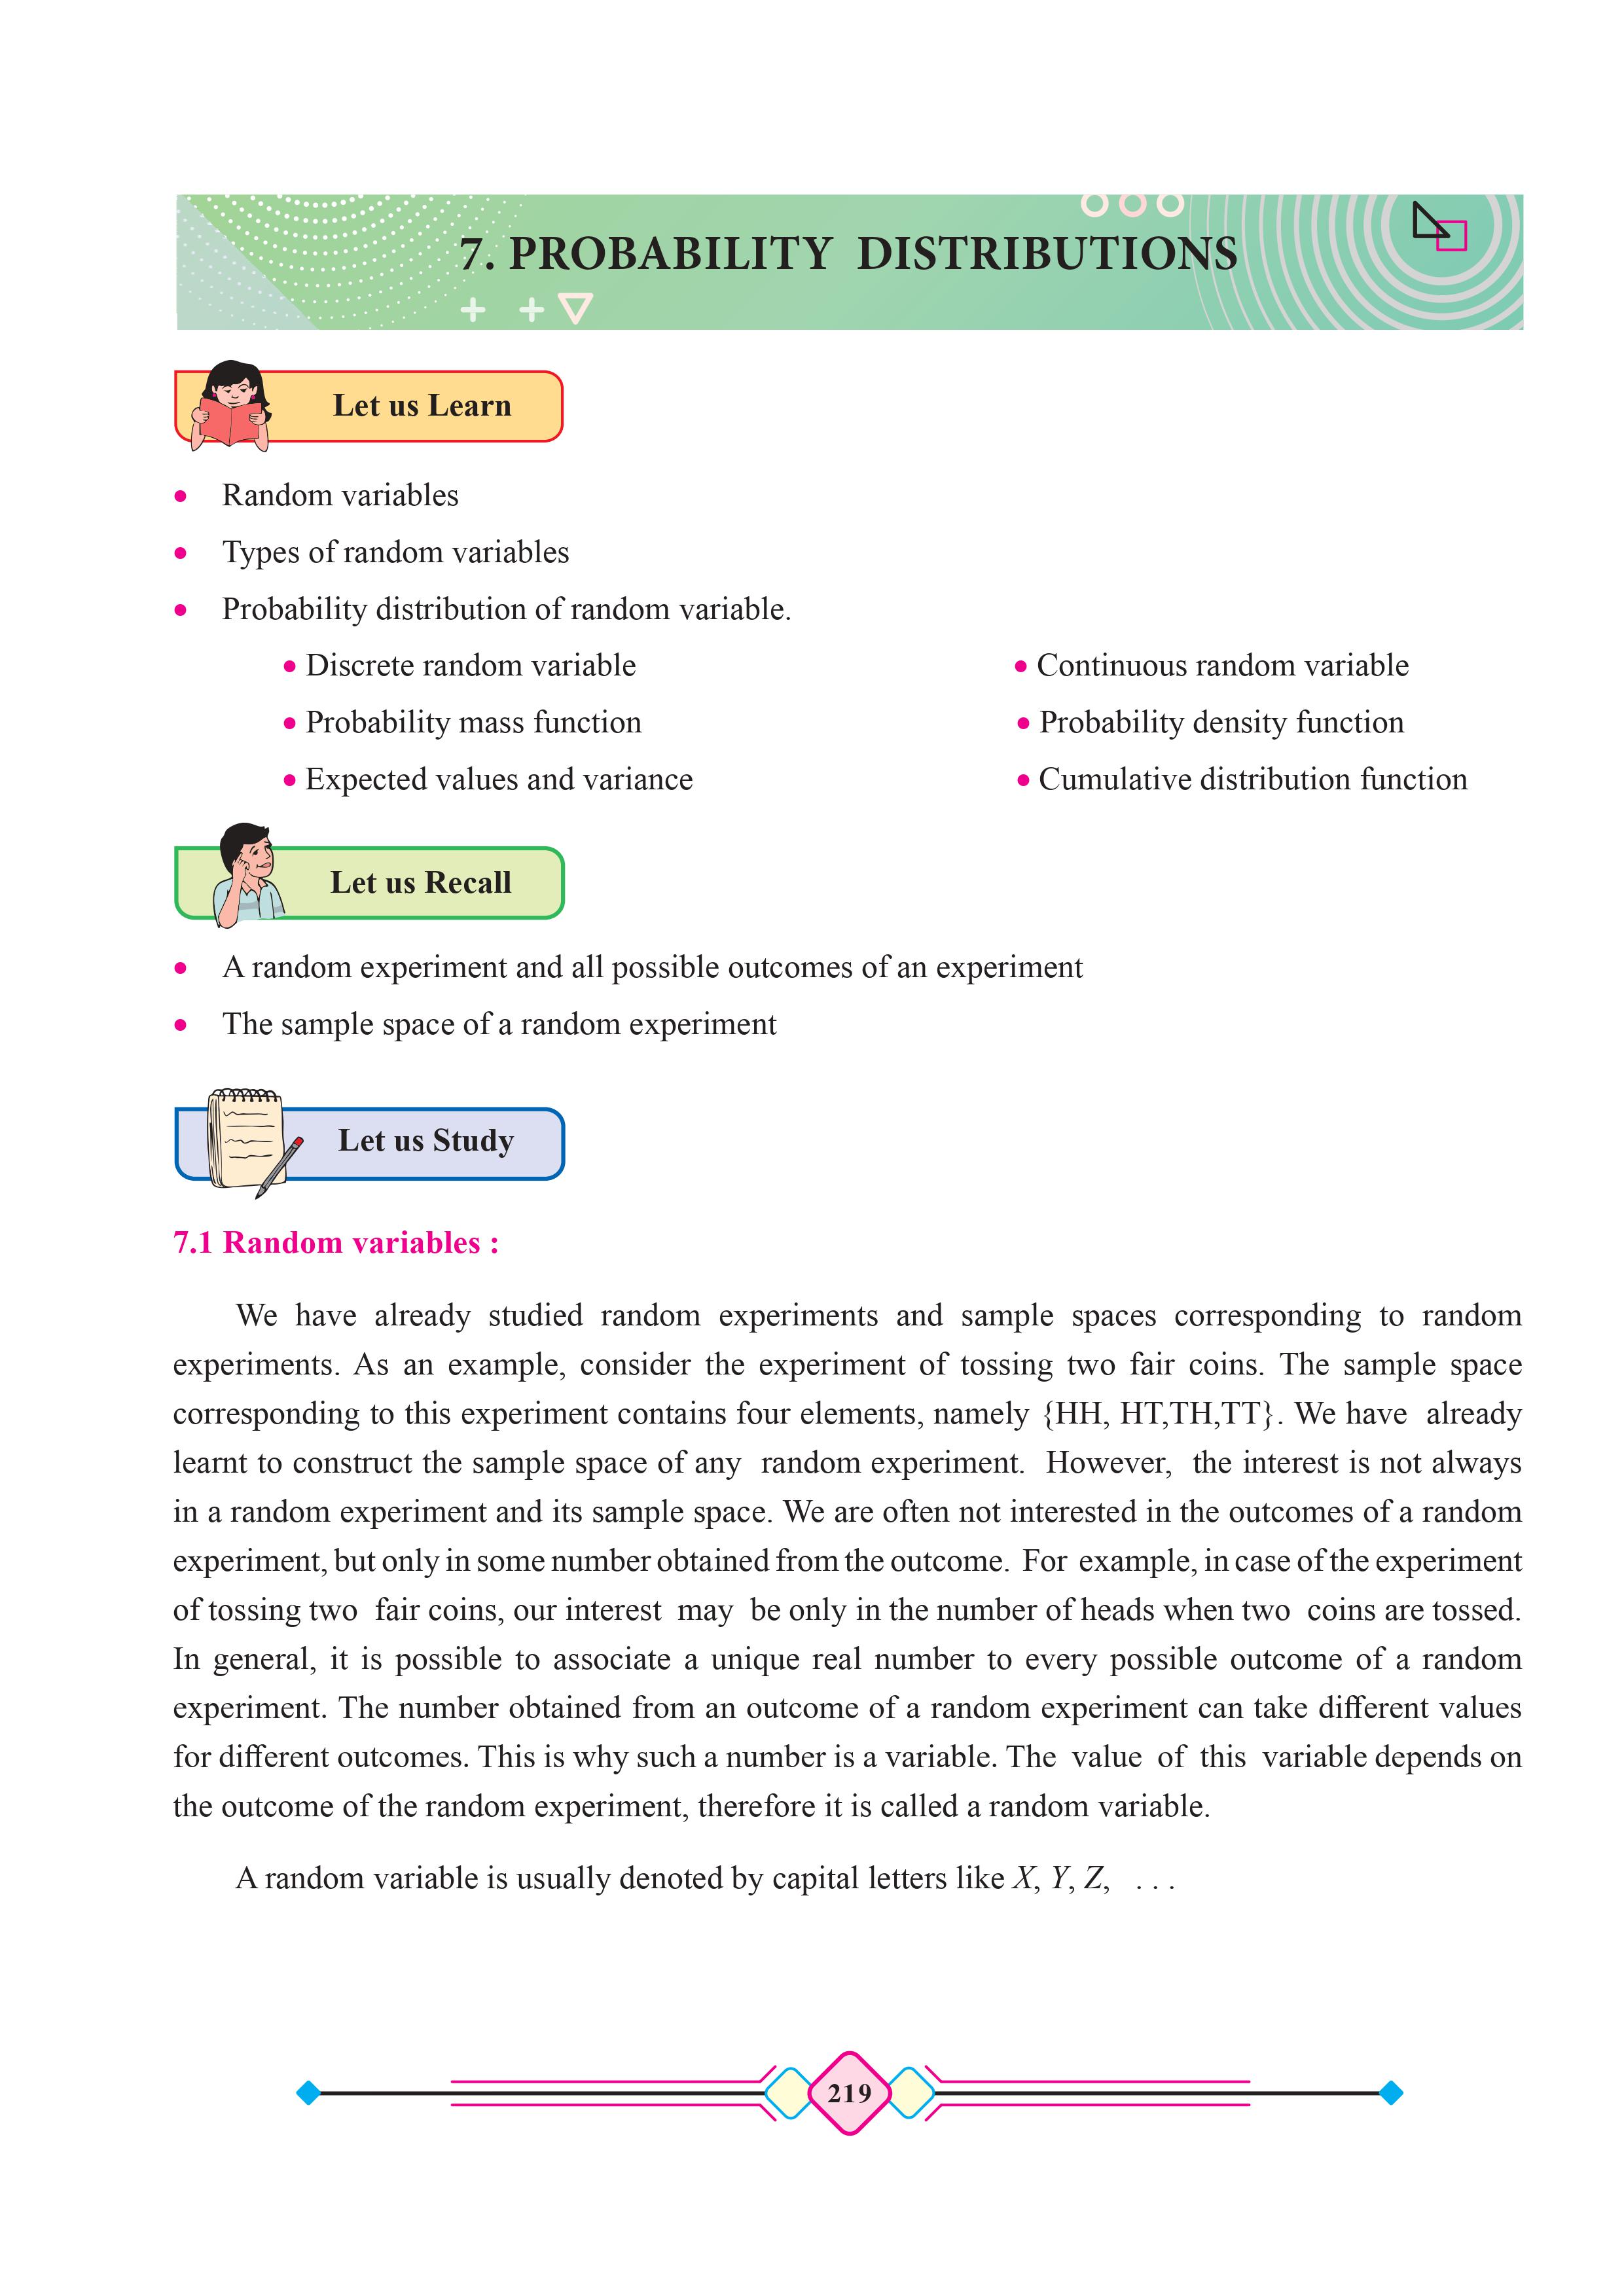 7. PROBABILITY DISTRIBUTIONS
Let us Learn
• Random variables
• Types of random variables
• Probability distribution of random variable.
• Discrete random variable • Continuous random variable
• Probability mass function • Probability density function
• Expected values and variance • Cumulative distribution function
Let us Recall
• A random experiment and all possible outcomes of an experiment
• The sample space of a random experiment
Let us Study
7.1 Random variables :
We have already studied random experiments and sample spaces corresponding to random
experiments. As an example, consider the experiment of tossing two fair coins. The sample space
corresponding to this experiment contains four elements, namely {HH, HT,TH,TT}. We have already
learnt to construct the sample space of any random experiment. However, the interest is not always
in a random experiment and its sample space. We are often not interested in the outcomes of a random
experiment, but only in some number obtained from the outcome. For example, in case of the experiment
of tossing two fair coins, our interest may be only in the number of heads when two coins are tossed.
In general, it is possible to associate a unique real number to every possible outcome of a random
experiment. The number obtained from an outcome of a random experiment can take different values
for different outcomes. This is why such a number is a variable. The value of this variable depends on
the outcome of the random experiment, therefore it is called a random variable.
A random variable is usually denoted by capital letters like X, Y, Z, . . .
219